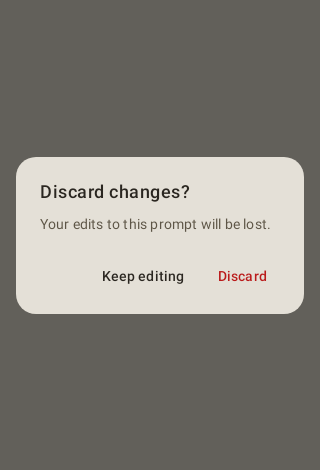 Discard changes?
Your edits to this prompt will be lost.
Keep editing Discard